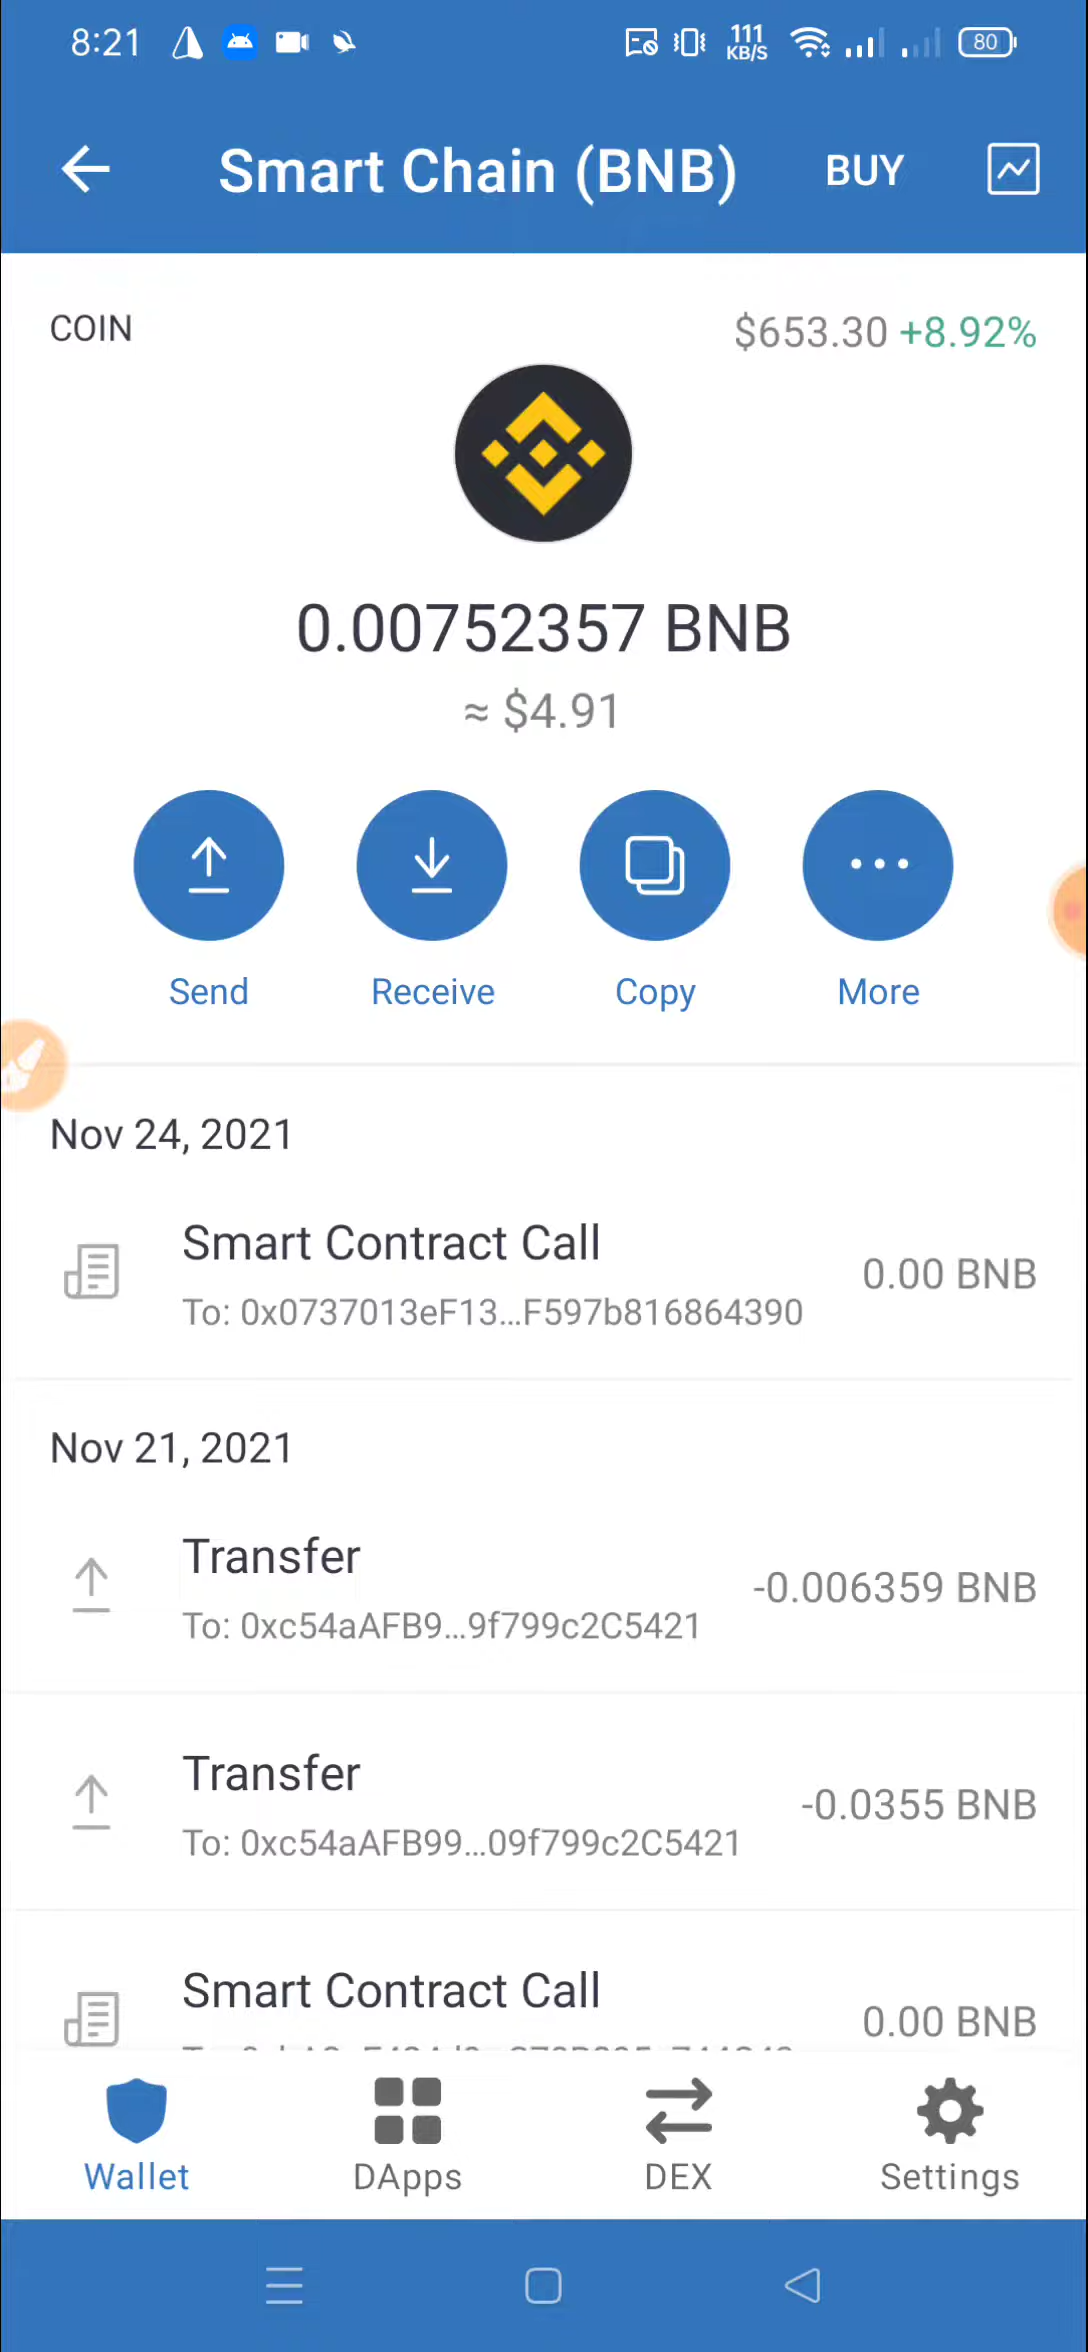 8:21
111
KB/S
80
Smart Chain (BNB)
BUY
COIN
$653.30 +8.92%
0.00752357 BNB
≈ $4.91
Send
Receive
Copy
More
Nov 24, 2021
Smart Contract Call
0.00 BNB
To: 0x0737013eF13...F597b816864390
Nov 21, 2021
Transfer
-0.006359 BNB
To: 0xc54aAFB9...9f799c2C5421
Transfer
-0.0355 BNB
To: 0xc54aAFB99...09f799c2C5421
Smart Contract Call
0.00 BNB
Wallet
DApps
DEX
Settings